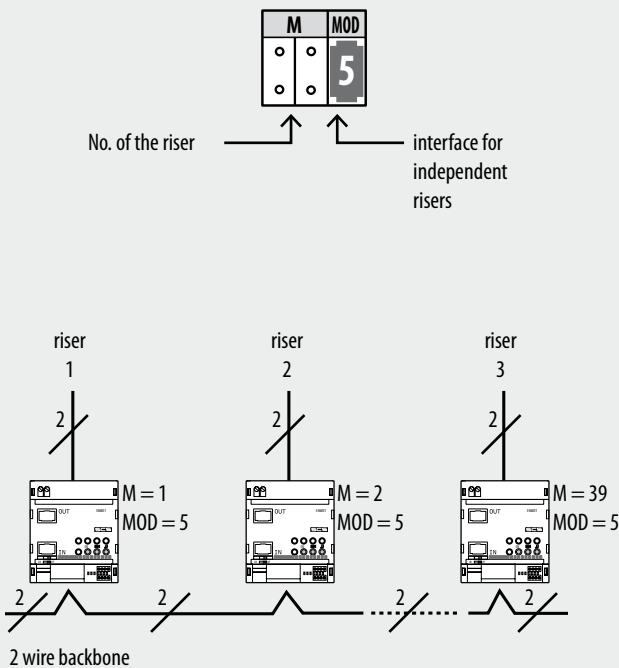 M MOD
5
No. of the riser
interface for
independent
risers
riser riser riser
1 2 3
2 2 2
M = 1 M = 2 M = 39
OUT OUT OUT
MOD = 5 MOD = 5 MOD = 5
IN IN IN
2 2 2 2
2 wire backbone